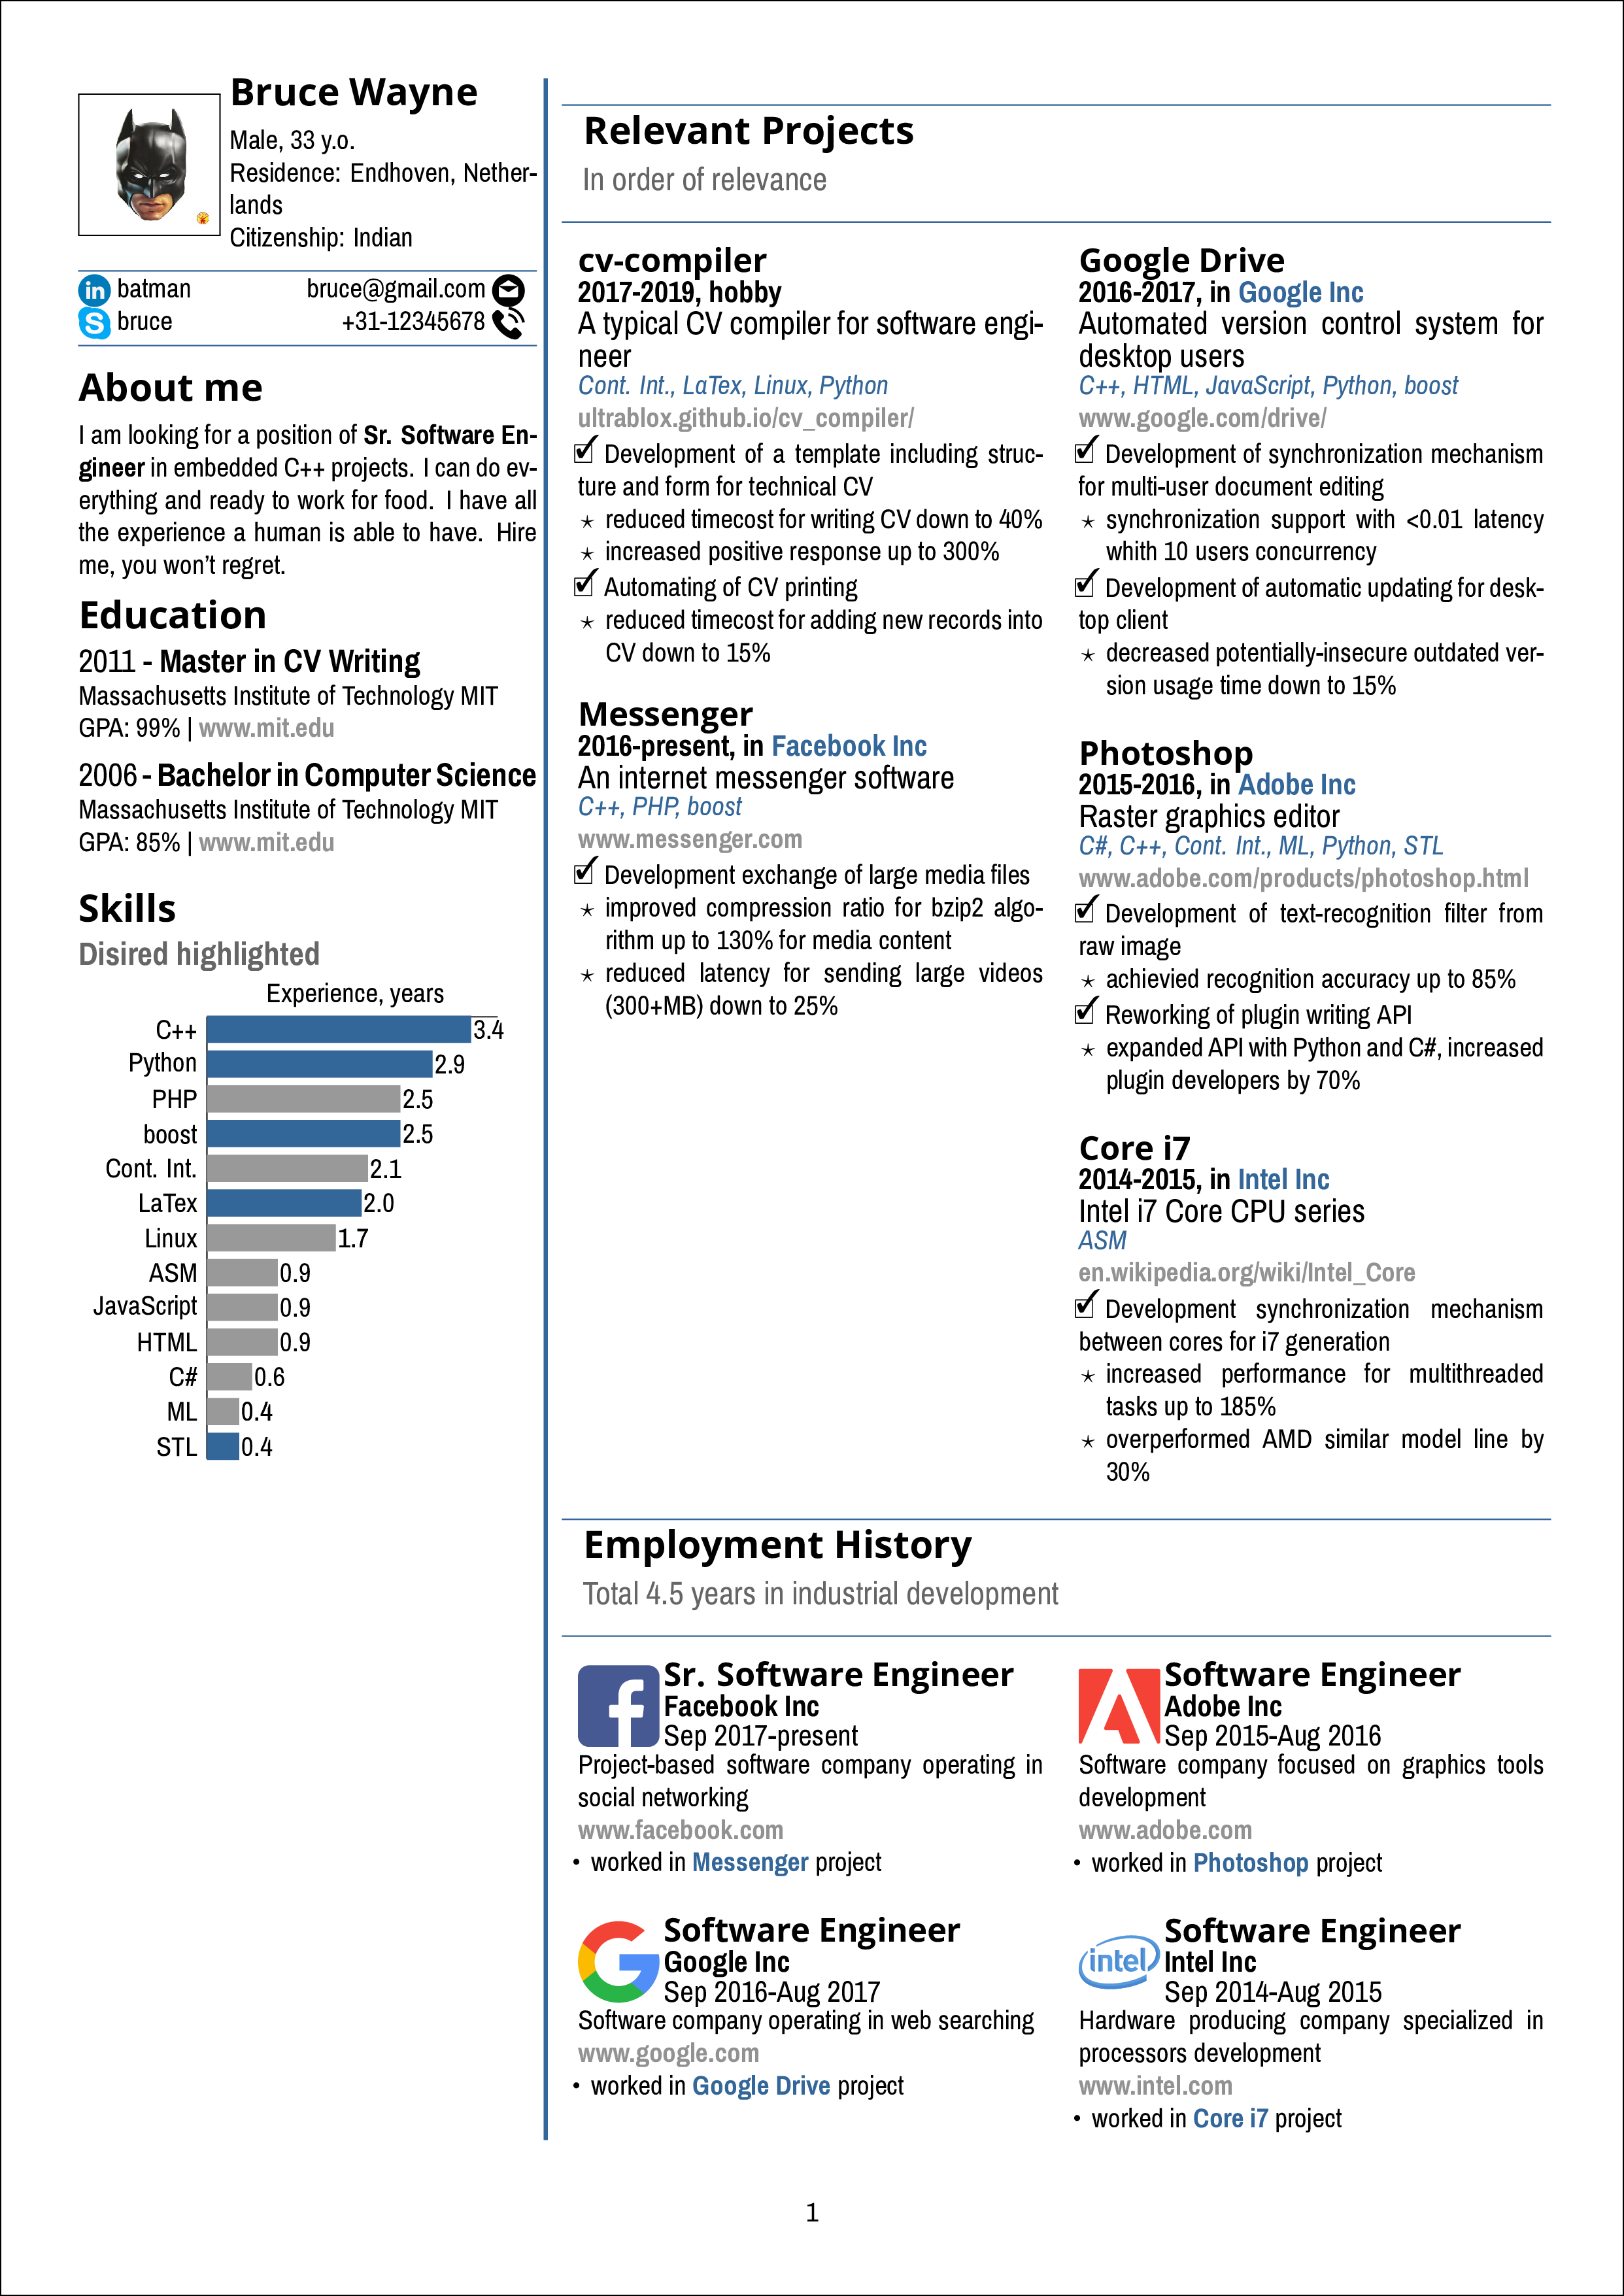 Bruce Wayne
Male, 33 y.o.
Residence: Endhoven, Nether-
lands
Citizenship: Indian
in batman bruce@gmail.com
S bruce +31-12345678
About me
I am looking for a position of Sr. Software En-
gineer in embedded C++ projects. I can do ev-
erything and ready to work for food. I have all
the experience a human is able to have. Hire
me, you won't regret.
Education
2011 - Master in CV Writing
Massachusetts Institute of Technology MIT
GPA: 99% | www.mit.edu
2006 - Bachelor in Computer Science
Massachusetts Institute of Technology MIT
GPA: 85% | www.mit.edu
Skills
Disired highlighted
Experience, years
C++ 3.4
Python 2.9
PHP 2.5
boost 2.5
Cont. Int. 2.1
LaTex 2.0
Linux 1.7
ASM 0.9
JavaScript 0.9
HTML 0.9
C# 0.6
ML 0.4
STL 0.4
Relevant Projects
In order of relevance
cv-compiler
2017-2019, hobby
A typical CV compiler for software engi-
neer
Cont. Int., LaTex, Linux, Python
ultrablox.github.io/cv_compiler/
Development of a template including struc-
ture and form for technical CV
⋆ reduced timecost for writing CV down to 40%
⋆ increased positive response up to 300%
Automating of CV printing
⋆ reduced timecost for adding new records into
CV down to 15%
Messenger
2016-present, in Facebook Inc
An internet messenger software
C++, PHP, boost
www.messenger.com
Development exchange of large media files
⋆ improved compression ratio for bzip2 algo-
rithm up to 130% for media content
⋆ reduced latency for sending large videos
(300+MB) down to 25%
Google Drive
2016-2017, in Google Inc
Automated version control system for
desktop users
C++, HTML, JavaScript, Python, boost
www.google.com/drive/
Development of synchronization mechanism
for multi-user document editing
⋆ synchronization support with <0.01 latency
whith 10 users concurrency
Development of automatic updating for desk-
top client
⋆ decreased potentially-insecure outdated ver-
sion usage time down to 15%
Photoshop
2015-2016, in Adobe Inc
Raster graphics editor
C#, C++, Cont. Int., ML, Python, STL
www.adobe.com/products/photoshop.html
Development of text-recognition filter from
raw image
⋆ achievied recognition accuracy up to 85%
Reworking of plugin writing API
⋆ expanded API with Python and C#, increased
plugin developers by 70%
Core i7
2014-2015, in Intel Inc
Intel i7 Core CPU series
ASM
en.wikipedia.org/wiki/Intel_Core
Development synchronization mechanism
between cores for i7 generation
⋆ increased performance for multithreaded
tasks up to 185%
⋆ overperformed AMD similar model line by
30%
Employment History
Total 4.5 years in industrial development
Sr. Software Engineer
Facebook Inc
Sep 2017-present
Project-based software company operating in
social networking
www.facebook.com
• worked in Messenger project
Software Engineer
Google Inc
Sep 2016-Aug 2017
Software company operating in web searching
www.google.com
• worked in Google Drive project
Software Engineer
Adobe Inc
Sep 2015-Aug 2016
Software company focused on graphics tools
development
www.adobe.com
• worked in Photoshop project
intel
Software Engineer
Intel Inc
Sep 2014-Aug 2015
Hardware producing company specialized in
processors development
www.intel.com
• worked in Core i7 project
1